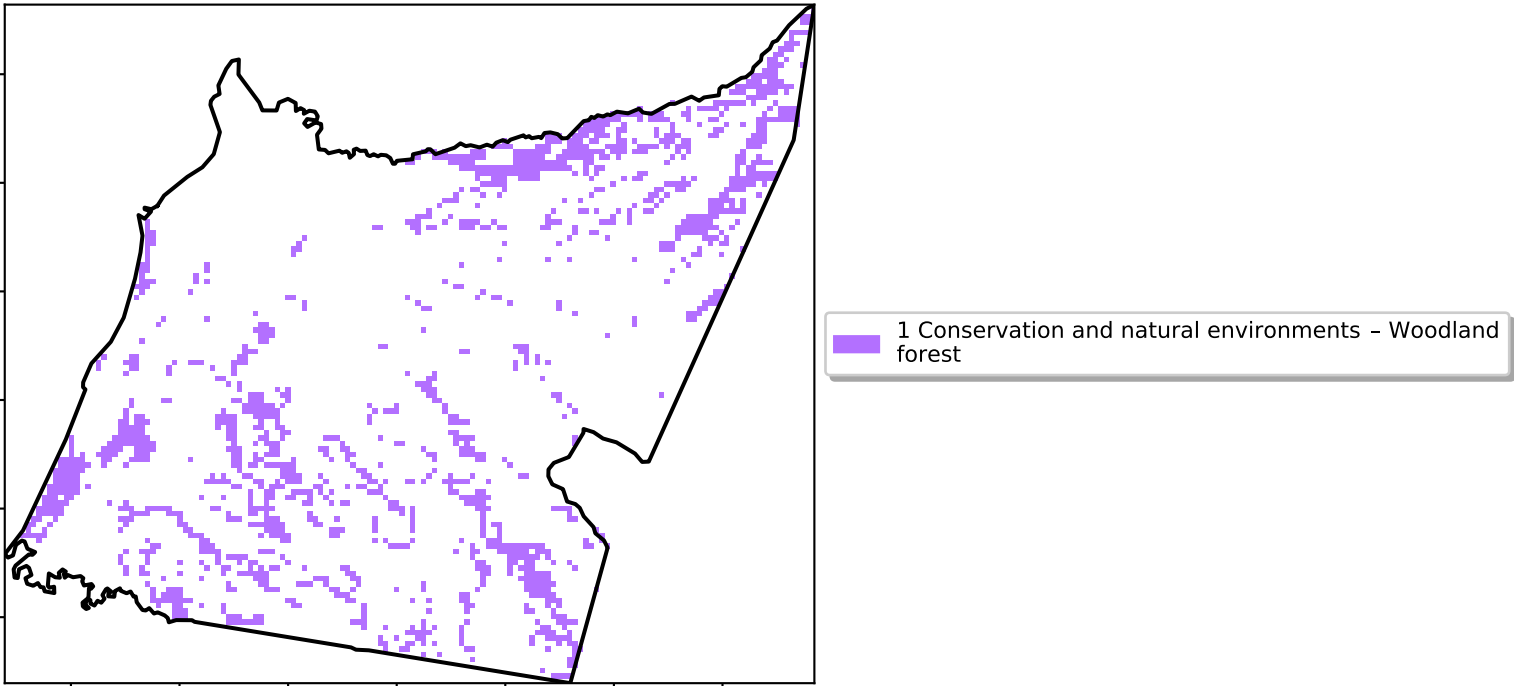 1 Conservation and natural environments – Woodland
forest